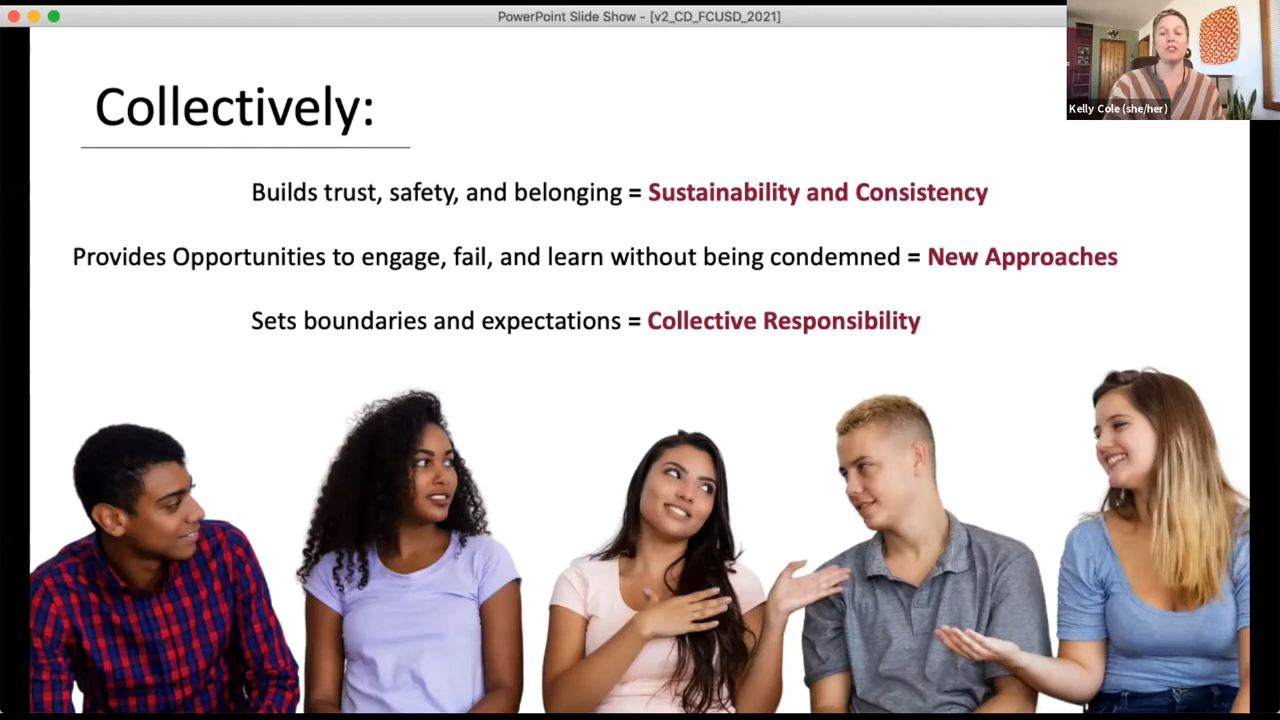 PowerPoint Slide Show - [v2_CD_FCUSD_2021]
Kelly Cole (she/her)
Collectively:
Builds trust, safety, and belonging = Sustainability and Consistency
Provides Opportunities to engage, fail, and learn without being condemned = New Approaches
Sets boundaries and expectations = Collective Responsibility